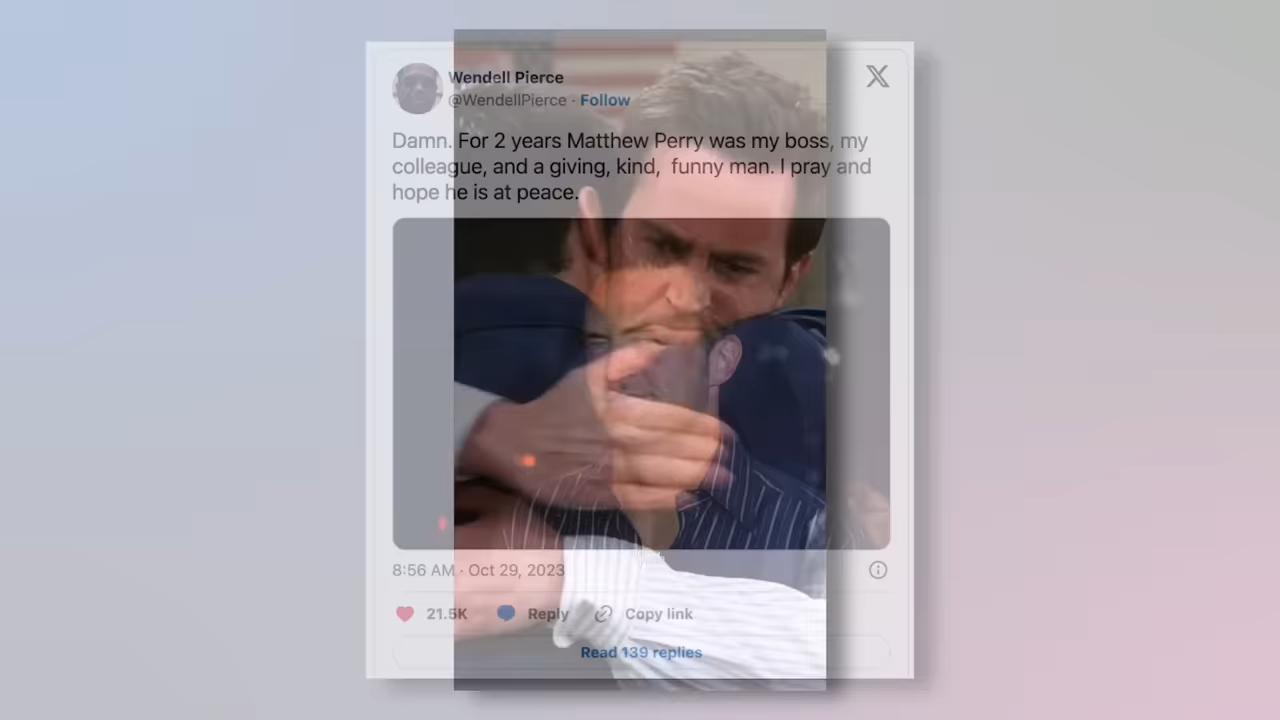 Wendell Pierce
@WendellPierce · Follow
Damn. For 2 years Matthew Perry was my boss, my
colleague, and a giving, kind,  funny man. I pray and
hope he is at peace.
8:56 AM · Oct 29, 2023
21.5K Reply Copy link
Read 139 replies